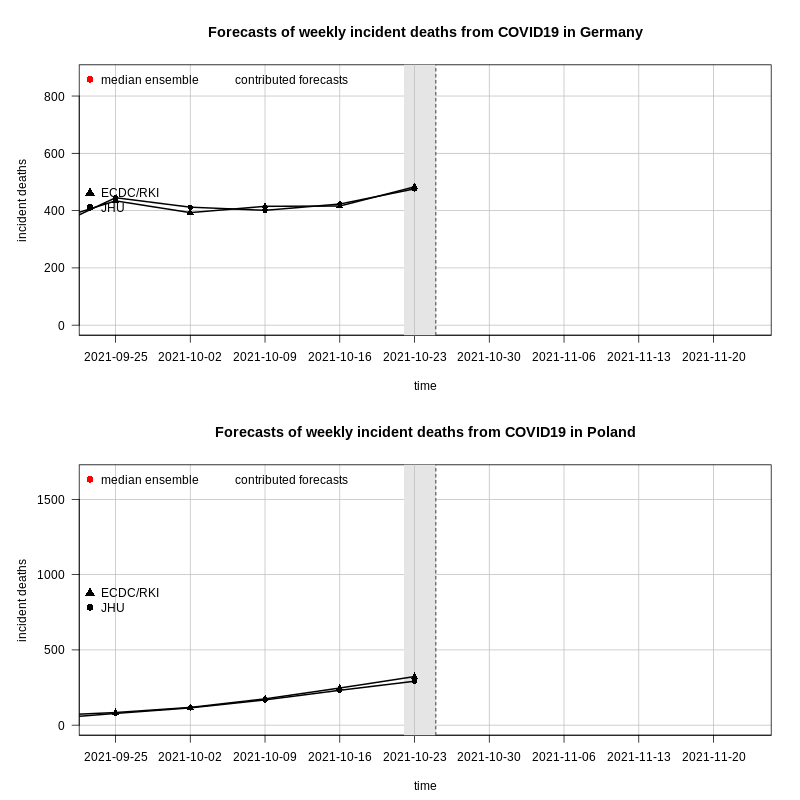 Forecasts of weekly incident deaths from COVID19 in Germany
median ensemble contributed forecasts
800
600
ECDC/RKI
JHU
400
200
0
incident deaths
2021-09-25 2021-10-02 2021-10-09 2021-10-16 2021-10-23 2021-10-30 2021-11-06 2021-11-13 2021-11-20
time
Forecasts of weekly incident deaths from COVID19 in Poland
median ensemble contributed forecasts
1500
1000
ECDC/RKI
JHU
500
0
incident deaths
2021-09-25 2021-10-02 2021-10-09 2021-10-16 2021-10-23 2021-10-30 2021-11-06 2021-11-13 2021-11-20
time